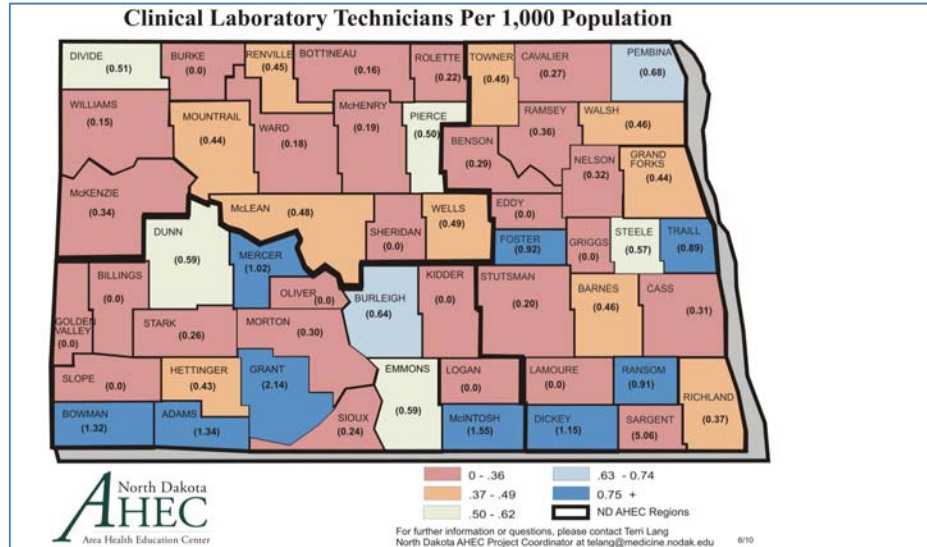 Clinical Laboratory Technicians Per 1,000 Population
DIVIDE
(0.51)
BURKE
(0.0)
RENVILLE
(0.45)
BOTTINEAU
(0.16)
ROLETTE
(0.22)
TOWNER
(0.45)
CAVALIER
(0.27)
PEMBINA
(0.68)
WILLIAMS
(0.15)
MOUNTRAIL
(0.44)
WARD
(0.18)
McHENRY
(0.19)
PIERCE
(0.50)
BENSON
(0.29)
RAMSEY
(0.36)
WALSH
(0.46)
NELSON
(0.32)
GRAND
FORKS
(0.44)
McKENZIE
(0.34)
DUNN
(0.59)
McLEAN
(0.48)
SHERIDAN
(0.0)
WELLS
(0.49)
EDDY
(0.0)
FOSTER
(0.92)
GRIGGS
(0.0)
STEELE
(0.57)
TRAILL
(0.89)
MERCER
(1.02)
OLIVER (0.0)
GOLDEN
VALLEY
(0.0)
BILLINGS
(0.0)
STARK
(0.26)
MORTON
(0.30)
BURLEIGH
(0.64)
KIDDER
(0.0)
STUTSMAN
(0.20)
BARNES
(0.46)
CASS
(0.31)
SLOPE
(0.0)
HETTINGER
(0.43)
GRANT
(2.14)
EMMONS
(0.59)
LOGAN
(0.0)
LAMOURE
(0.0)
RANSOM
(0.91)
RICHLAND
(0.37)
BOWMAN
(1.32)
ADAMS
(1.34)
SIOUX
(0.24)
McINTOSH
(1.55)
DICKEY
(1.15)
SARGENT
(5.06)
North Dakota
AHEC
Area Health Education Center
0 - .36
.37 - .49
.50 - .62
.63 - 0.74
0.75 +
ND AHEC Regions
For further information or questions, please contact Terri Lang
North Dakota AHEC Project Coordinator at telang@medicine.nodak.edu
6/10